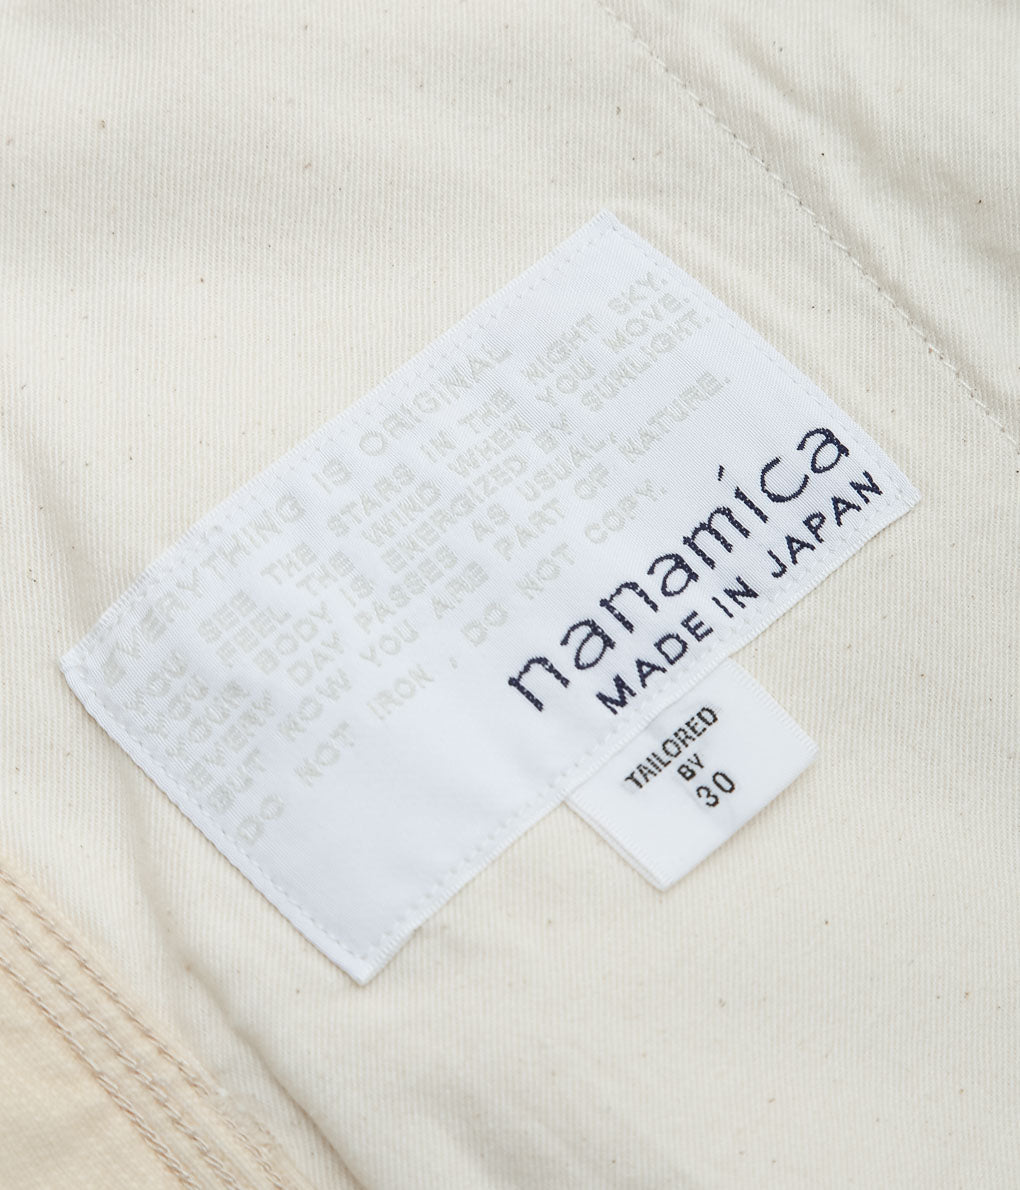 EVERYTHING IS ORIGINAL
YOU SEE THE STARS IN THE NIGHT SKY.
YOU FEEL THE WIND WHEN YOU MOVE.
YOUR BODY IS ENERGIZED BY SUNLIGHT.
EVERY DAY PASSES AS USUAL,
BUT NOW YOU ARE PART OF NATURE.
DO NOT IRON, DO NOT COPY.
nanamica
MADE IN JAPAN
TAILORED
BY
30